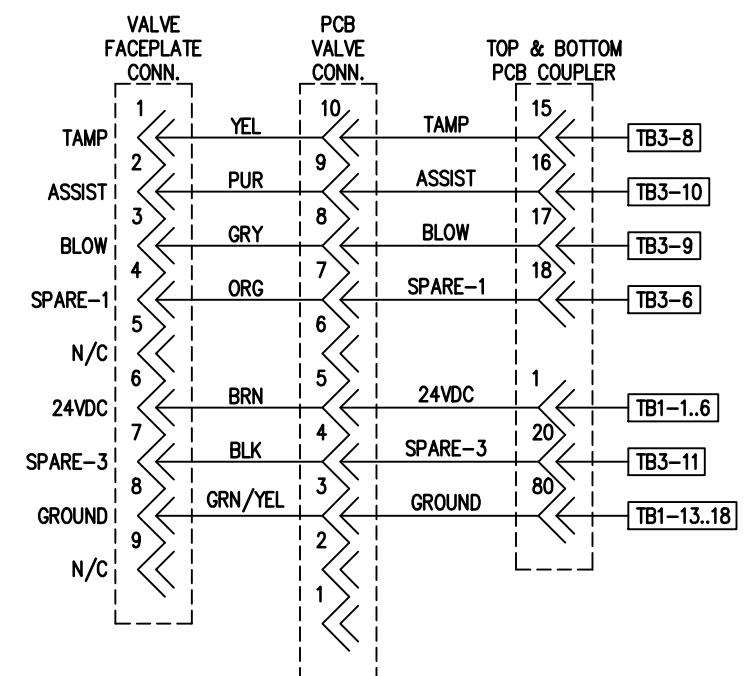 VALVE
FACEPLATE
CONN.
PCB
VALVE
CONN.
TOP & BOTTOM
PCB COUPLER
1 10 15
TAMP YEL TAMP TB3-8
2 9 16
ASSIST PUR ASSIST TB3-10
3 8 17
BLOW GRY BLOW TB3-9
4 7 18
SPARE-1 ORG SPARE-1 TB3-6
5 6
N/C
6 5 1
24VDC BRN 24VDC TB1-1..6
7 4 20
SPARE-3 BLK SPARE-3 TB3-11
8 3 80
GROUND GRN/YEL GROUND TB1-13..18
9 2
N/C
1